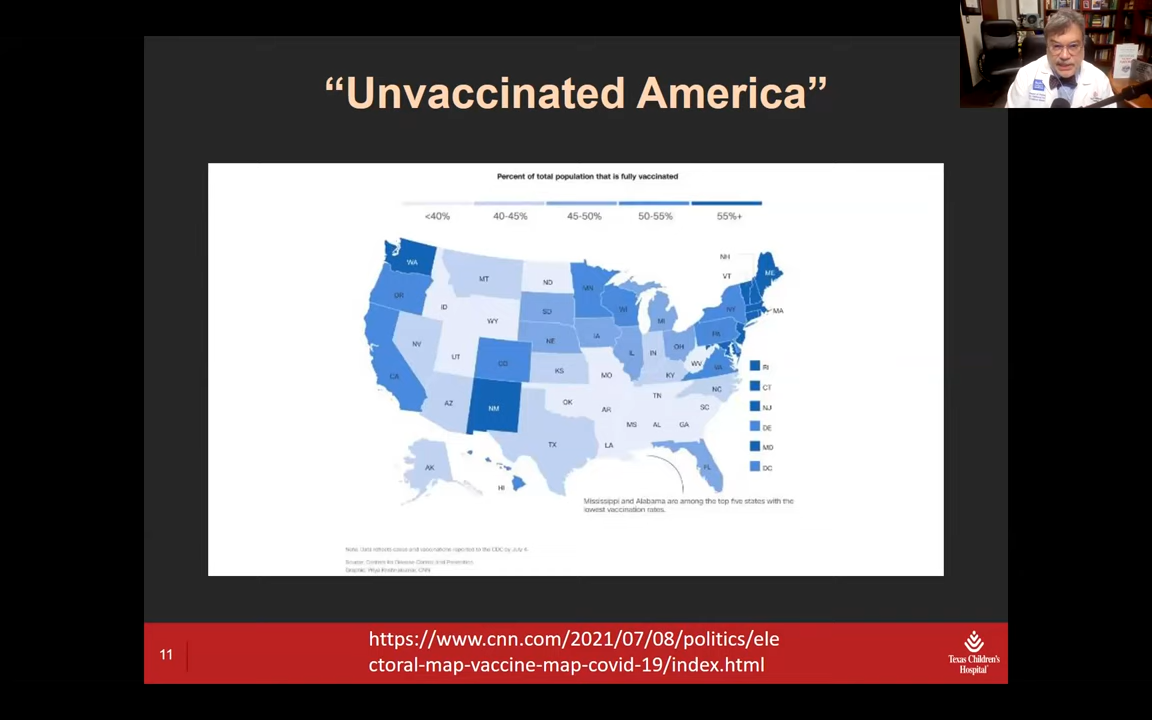 “Unvaccinated America”
Percent of total population that is fully vaccinated
<40% 40-45% 45-50% 50-55% 55%+
WA
MT
ND
MN
NH
VT
ME
OR
ID
SD
WI
MI
NY
MA
WY
NV
NE
IA
PA
UT
CO
IL
IN
OH
WV
VA
CA
KS
MO
KY
NC
AZ
NM
OK
AR
TN
SC
TX
LA
MS
AL
GA
FL
AK
HI
RI
CT
NJ
DE
MD
DC
Mississippi and Alabama are among the top five states with the
lowest vaccination rates.
Note: Data reflects cases and vaccinations reported to the CDC by July 4.
Source: Centers for Disease Control and Prevention
Graphic: Priya Krishnakumar, CNN
11
https://www.cnn.com/2021/07/08/politics/ele
ctoral-map-vaccine-map-covid-19/index.html
Texas Children's
Hospital